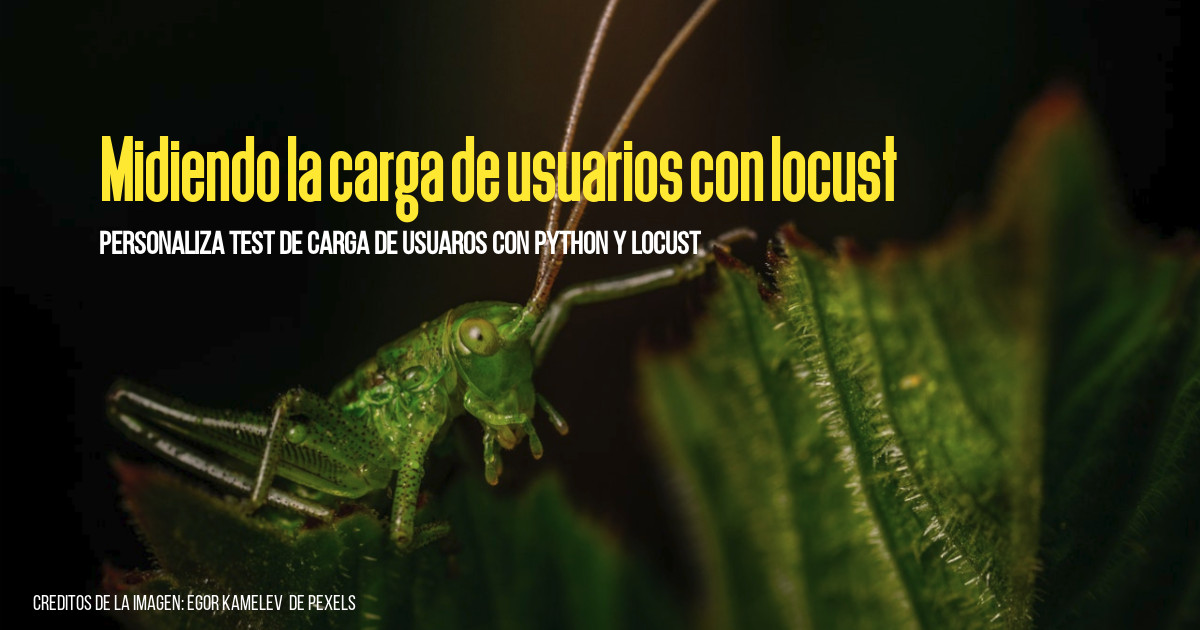 Midiendo la carga de usuarios con locust
PERSONALIZA TEST DE CARGA DE USUAROS CON PYTHON Y LOCUST
CREDITOS DE LA IMAGEN: EGOR KAMELEV DE PEXELS